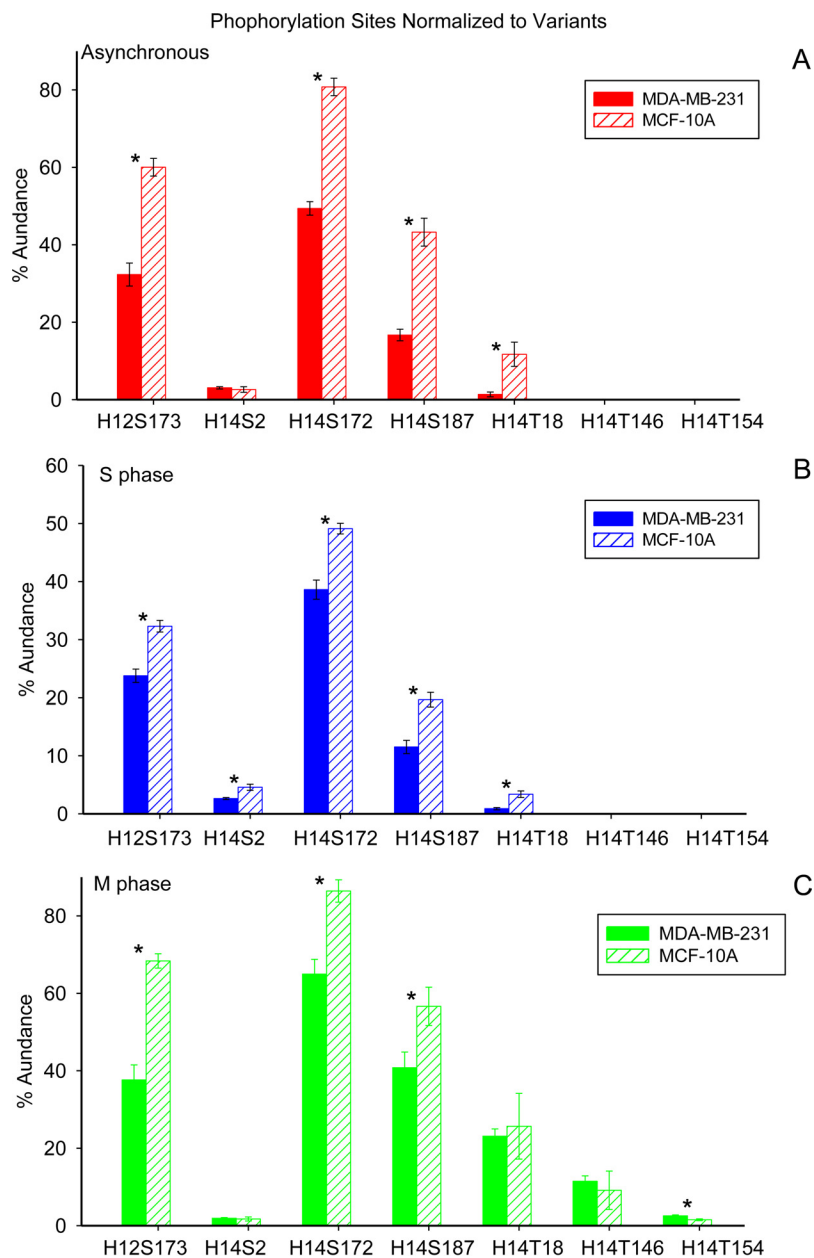 Phophorylation Sites Normalized to Variants
Asynchronous
A
MDA-MB-231
MCF-10A
% Aundance
80
60
40
20
0
* * * *
H12S173 H14S2 H14S172 H14S187 H14T18 H14T146 H14T154
S phase
B
MDA-MB-231
MCF-10A
% Aundance
60
50
40
30
20
10
0
* * * * *
H12S173 H14S2 H14S172 H14S187 H14T18 H14T146 H14T154
M phase
C
MDA-MB-231
MCF-10A
% Aundance
80
60
40
20
0
* * * *
H12S173 H14S2 H14S172 H14S187 H14T18 H14T146 H14T154